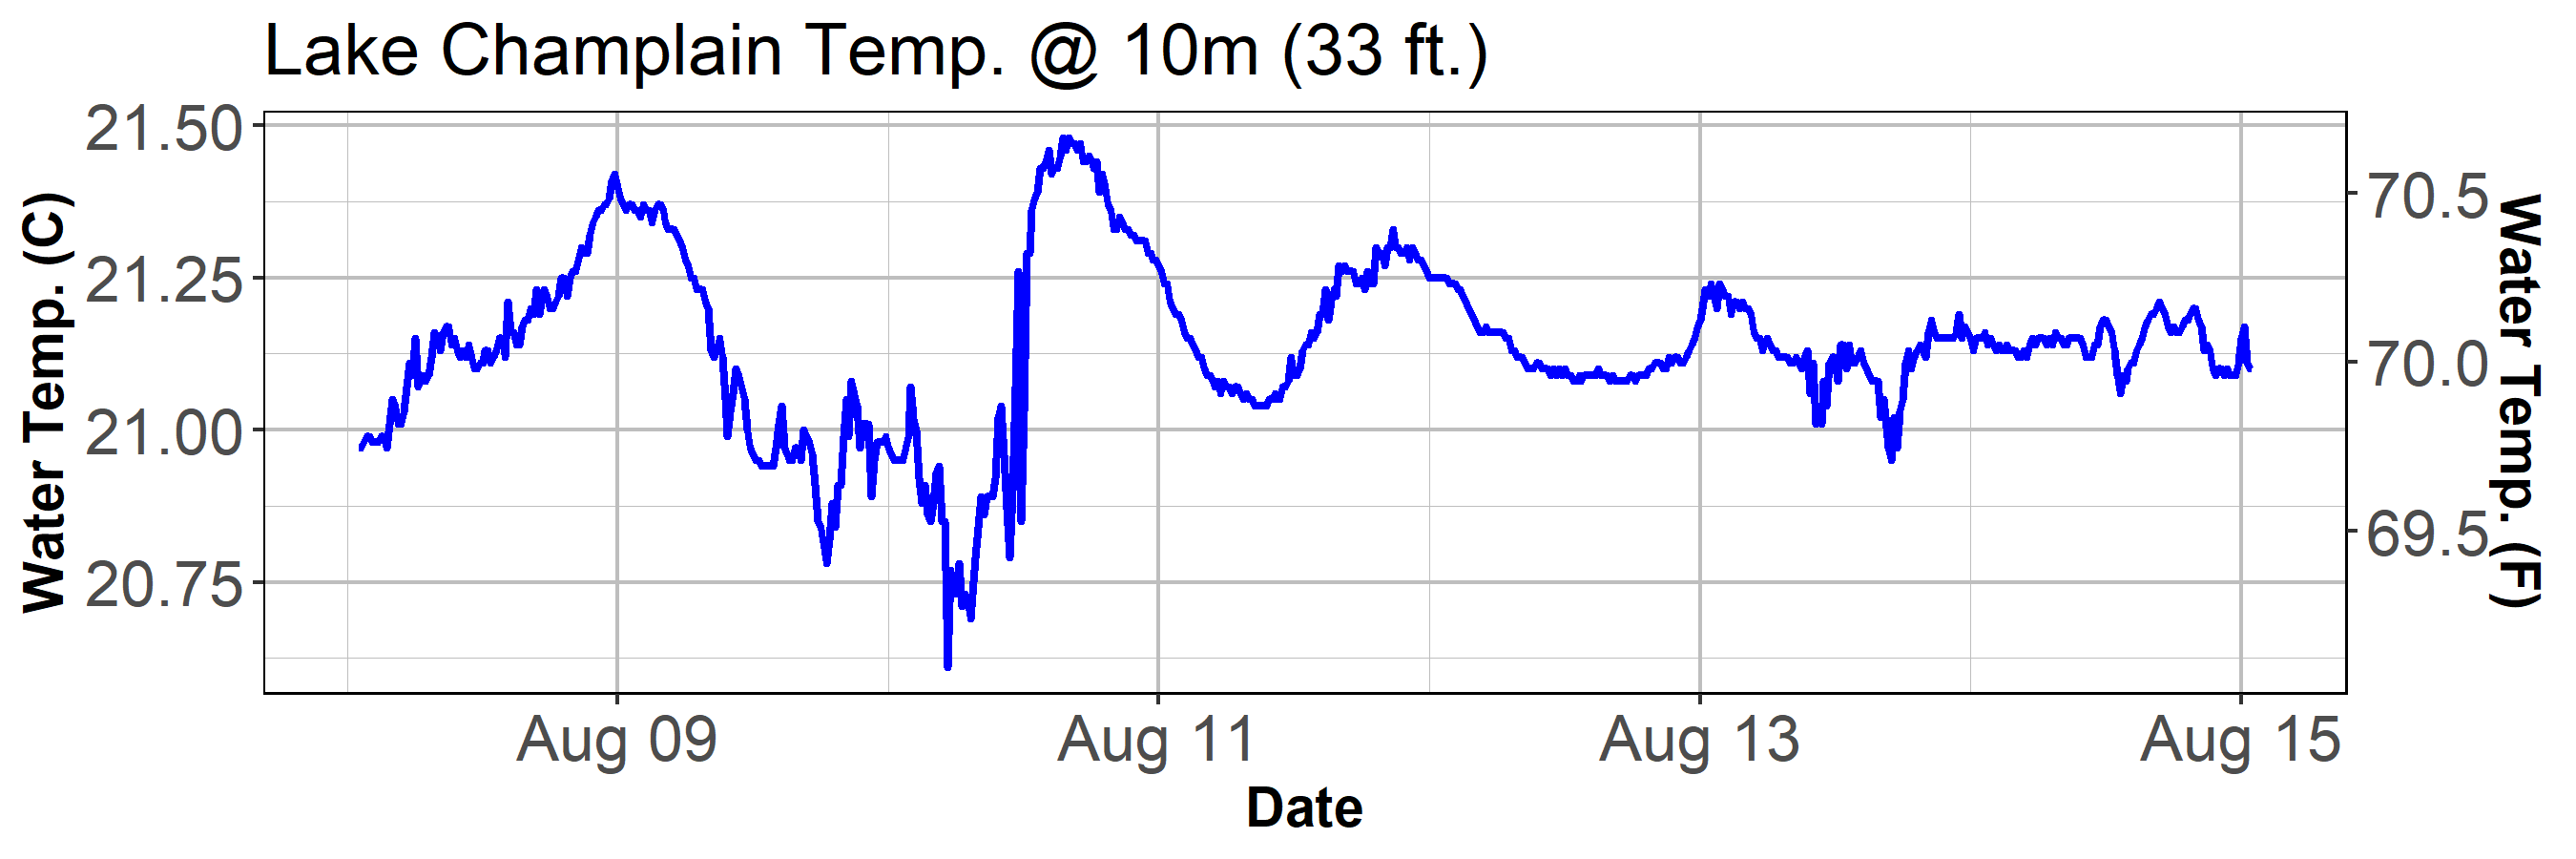 Lake Champlain Temp. @ 10m (33 ft.)
Water Temp. (C)
21.50
21.25
21.00
20.75
70.5
70.0
69.5
Water Temp. (F)
Aug 09 Aug 11 Aug 13 Aug 15
Date